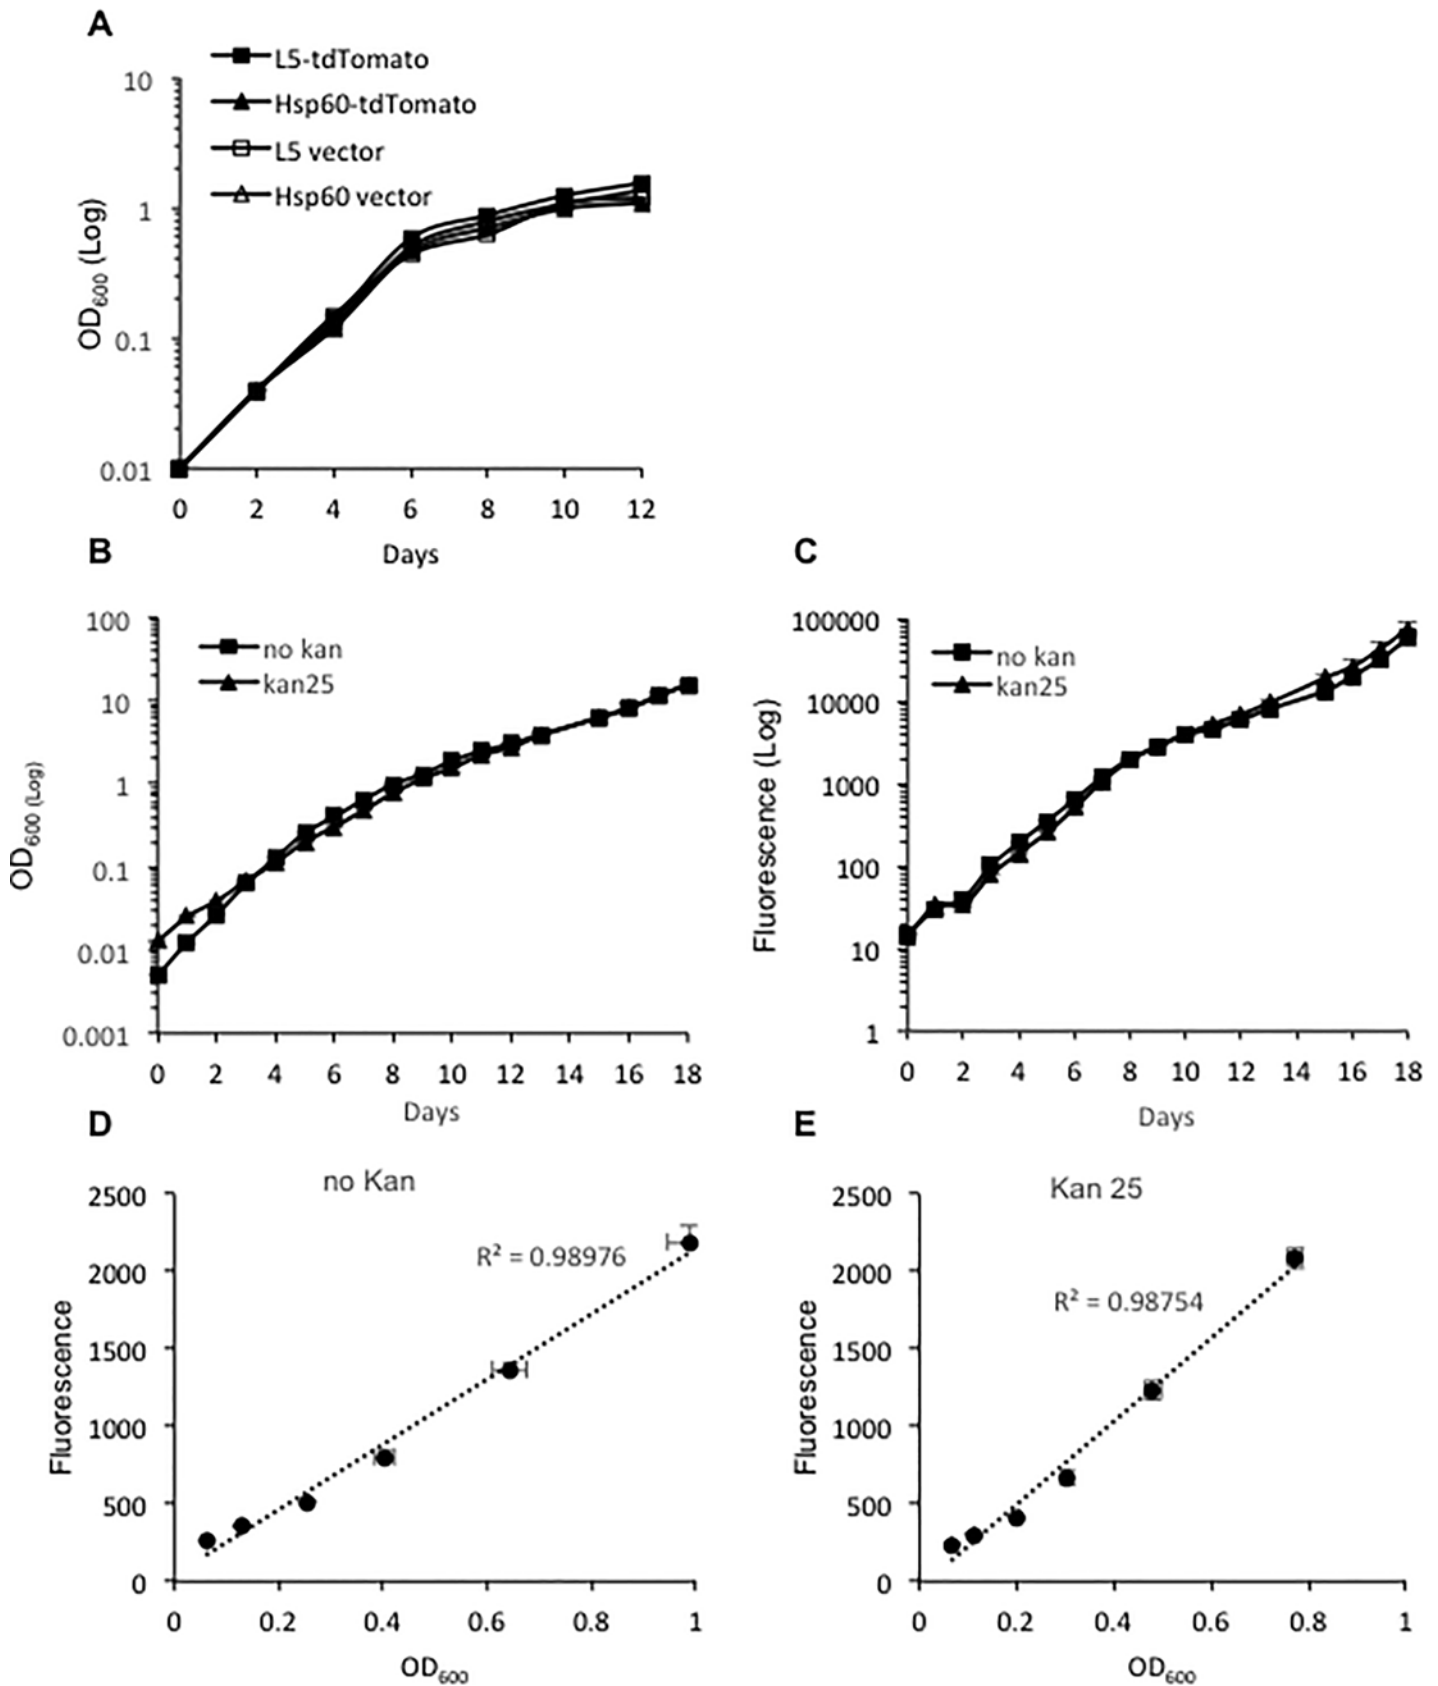 A
L5-tdTomato
Hsp60-tdTomato
L5 vector
Hsp60 vector
10
1
0.1
0.01
OD600 (Log)
0 2 4 6 8 10 12
Days
B
no kan
kan25
100
10
1
0.1
0.01
0.001
OD600 (Log)
0 2 4 6 8 10 12 14 16 18
Days
C
no kan
kan25
100000
10000
1000
100
10
1
Fluorescence (Log)
0 2 4 6 8 10 12 14 16 18
Days
D
no Kan
R² = 0.98976
2500
2000
1500
1000
500
0
Fluorescence
0 0.2 0.4 0.6 0.8 1
OD600
E
Kan 25
R² = 0.98754
2500
2000
1500
1000
500
0
Fluorescence
0 0.2 0.4 0.6 0.8 1
OD600